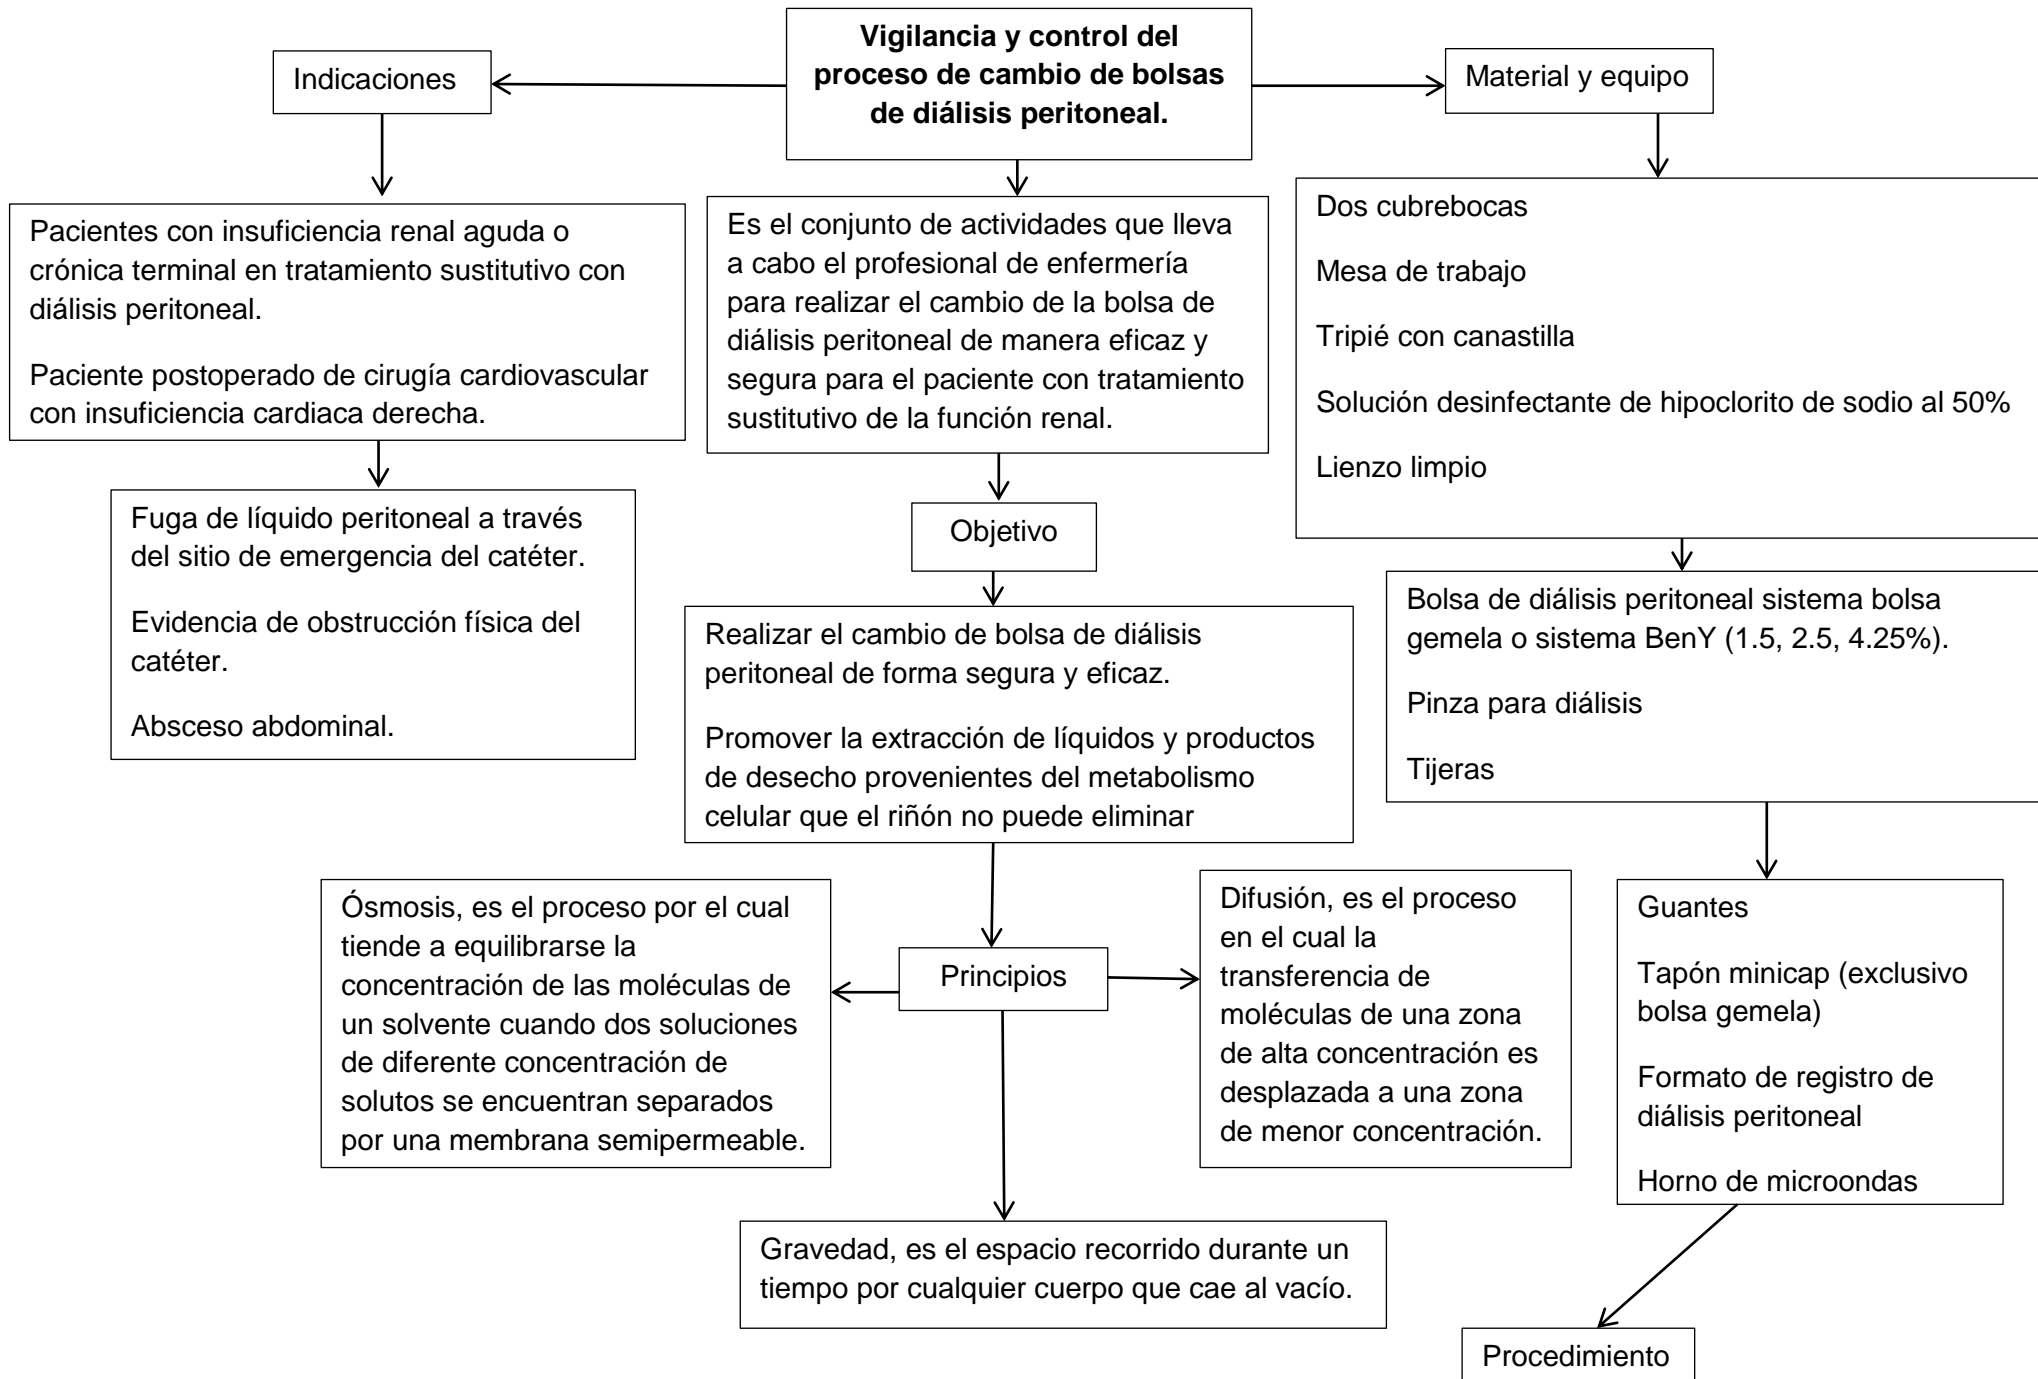 Vigilancia y control del
proceso de cambio de bolsas
de diálisis peritoneal.
Indicaciones
Material y equipo
Pacientes con insuficiencia renal aguda o
crónica terminal en tratamiento sustitutivo con
diálisis peritoneal.
Paciente postoperado de cirugía cardiovascular
con insuficiencia cardiaca derecha.
Fuga de líquido peritoneal a través
del sitio de emergencia del catéter.
Evidencia de obstrucción física del
catéter.
Absceso abdominal.
Es el conjunto de actividades que lleva
a cabo el profesional de enfermería
para realizar el cambio de la bolsa de
diálisis peritoneal de manera eficaz y
segura para el paciente con tratamiento
sustitutivo de la función renal.
Objetivo
Realizar el cambio de bolsa de diálisis
peritoneal de forma segura y eficaz.
Promover la extracción de líquidos y productos
de desecho provenientes del metabolismo
celular que el riñón no puede eliminar
Principios
Ósmosis, es el proceso por el cual
tiende a equilibrarse la
concentración de las moléculas de
un solvente cuando dos soluciones
de diferente concentración de
solutos se encuentran separados
por una membrana semipermeable.
Difusión, es el proceso
en el cual la
transferencia de
moléculas de una zona
de alta concentración es
desplazada a una zona
de menor concentración.
Gravedad, es el espacio recorrido durante un
tiempo por cualquier cuerpo que cae al vacío.
Dos cubrebocas
Mesa de trabajo
Tripié con canastilla
Solución desinfectante de hipoclorito de sodio al 50%
Lienzo limpio
Bolsa de diálisis peritoneal sistema bolsa
gemela o sistema BenY (1.5, 2.5, 4.25%).
Pinza para diálisis
Tijeras
Guantes
Tapón minicap (exclusivo
bolsa gemela)
Formato de registro de
diálisis peritoneal
Horno de microondas
Procedimiento